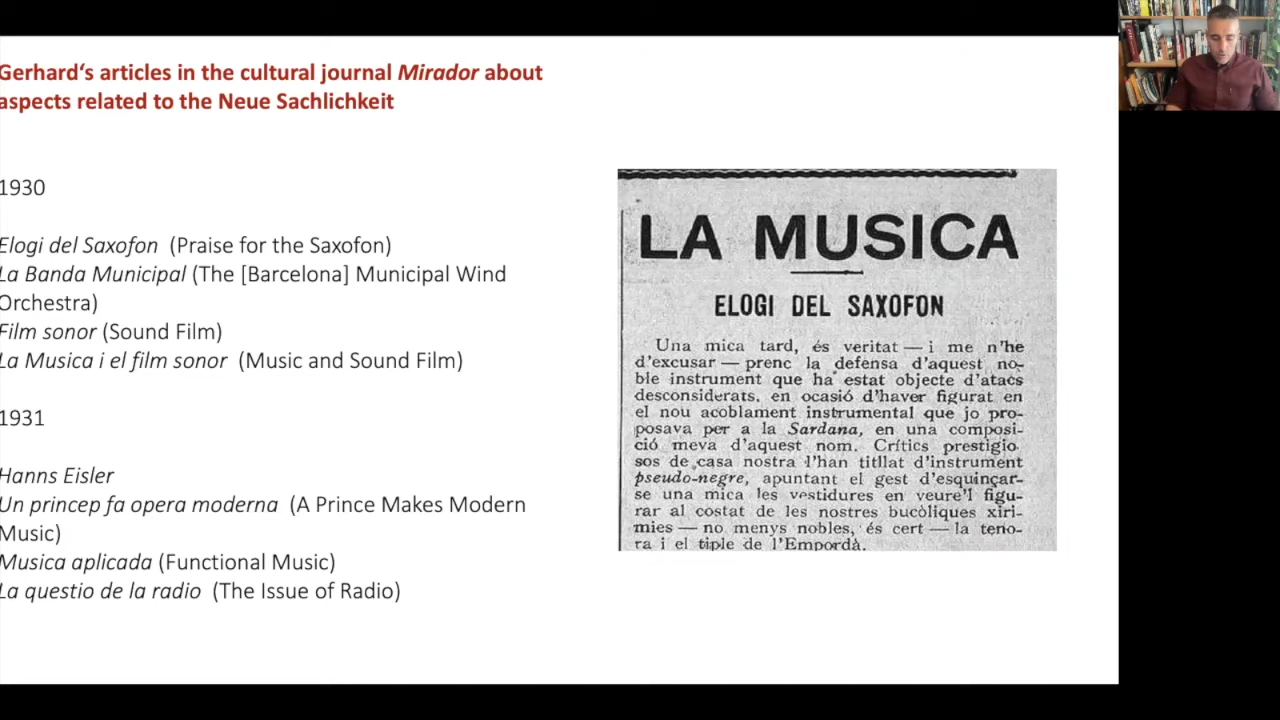 Gerhard‘s articles in the cultural journal Mirador about
aspects related to the Neue Sachlichkeit
1930
Elogi del Saxofon (Praise for the Saxofon)
La Banda Municipal (The [Barcelona] Municipal Wind
Orchestra)
Film sonor (Sound Film)
La Musica i el film sonor (Music and Sound Film)
1931
Hanns Eisler
Un princep fa opera moderna (A Prince Makes Modern
Music)
Musica aplicada (Functional Music)
La questio de la radio (The Issue of Radio)
LA MUSICA
ELOGI DEL SAXOFON
Una mica tard, és veritat — i me n'he
d'excusar — prenc la defensa d'aquest no-
ble instrument que ha estat objecte d'atacs
desconsiderats, en ocasió d'haver figurat en
el nou acoblament instrumental que jo pro-
posava per a la Sardana, en una composi-
ció meva d'aquest nom. Crítics prestigio-
sos de casa nostra l'han titllat d'instrument
pseudo-negre, apuntant el gest d'esquinçar-
se una mica les vestidures en veure'l figu-
rar al costat de les nostres bucòliques xiri-
mies — no menys nobles, és cert — la teno-
ra i el tiple de l'Empordà.